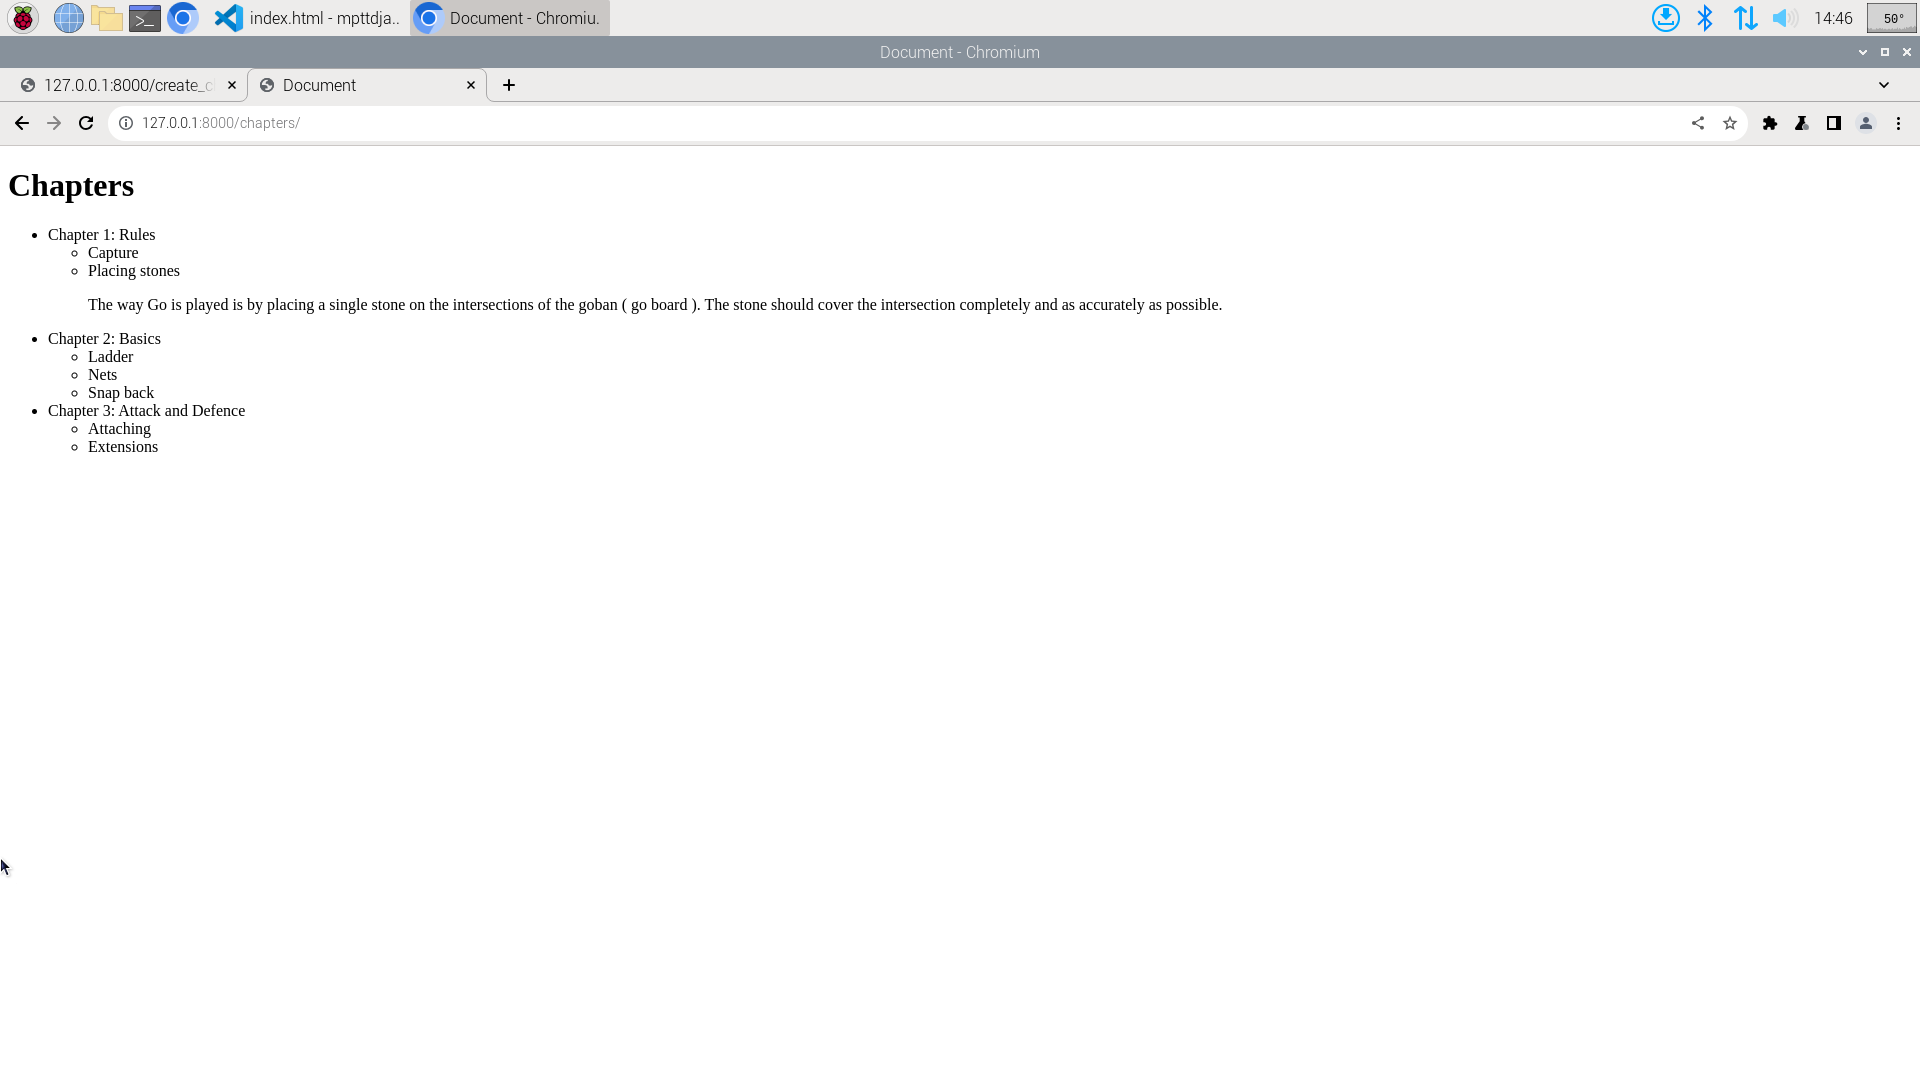 index.html - mpttdja..
Document - Chromiu.
14:46
50°
Document - Chromium
127.0.0.1:8000/create_c
Document
127.0.0.1:8000/chapters/
Chapters
Chapter 1: Rules
Capture
Placing stones
The way Go is played is by placing a single stone on the intersections of the goban ( go board ). The stone should cover the intersection completely and as accurately as possible.
Chapter 2: Basics
Ladder
Nets
Snap back
Chapter 3: Attack and Defence
Attaching
Extensions